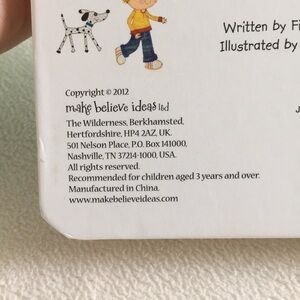 Written by Fi
Illustrated by
Copyright © 2012
make believe ideas ltd
The Wilderness, Berkhamsted,
Hertfordshire, HP4 2AZ, UK.
501 Nelson Place, P.O. Box 141000,
Nashville, TN 37214-1000, USA.
All rights reserved.
Recommended for children aged 3 years and over.
Manufactured in China.
www.makebelieveideas.com
J